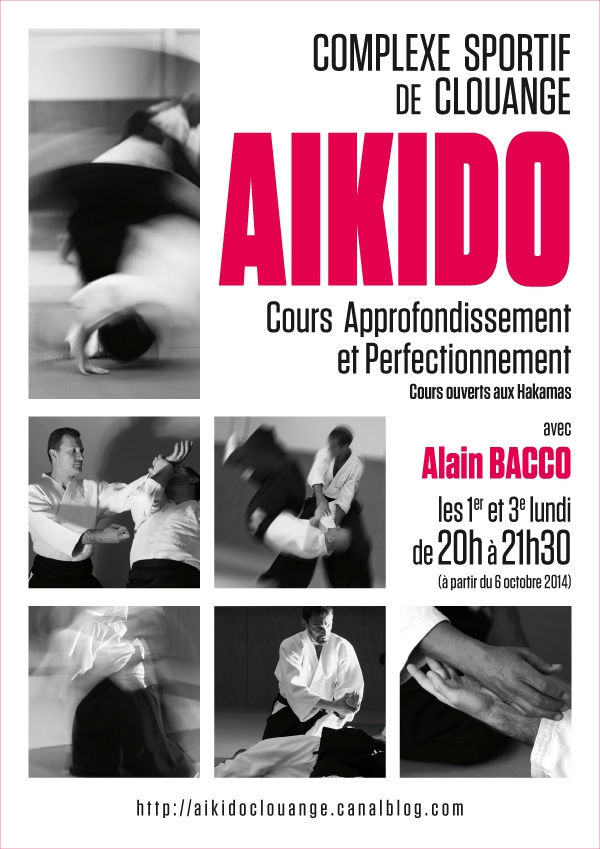 COMPLEXE SPORTIF
DE CLOUANGE
AIKIDO
Cours Approfondissement
et Perfectionnement
Cours ouverts aux Hakamas
avec
Alain BACCO
les 1er et 3e lundi
de 20h à 21h30
(à partir du 6 octobre 2014)
http://aikidoclouange.canalblog.com